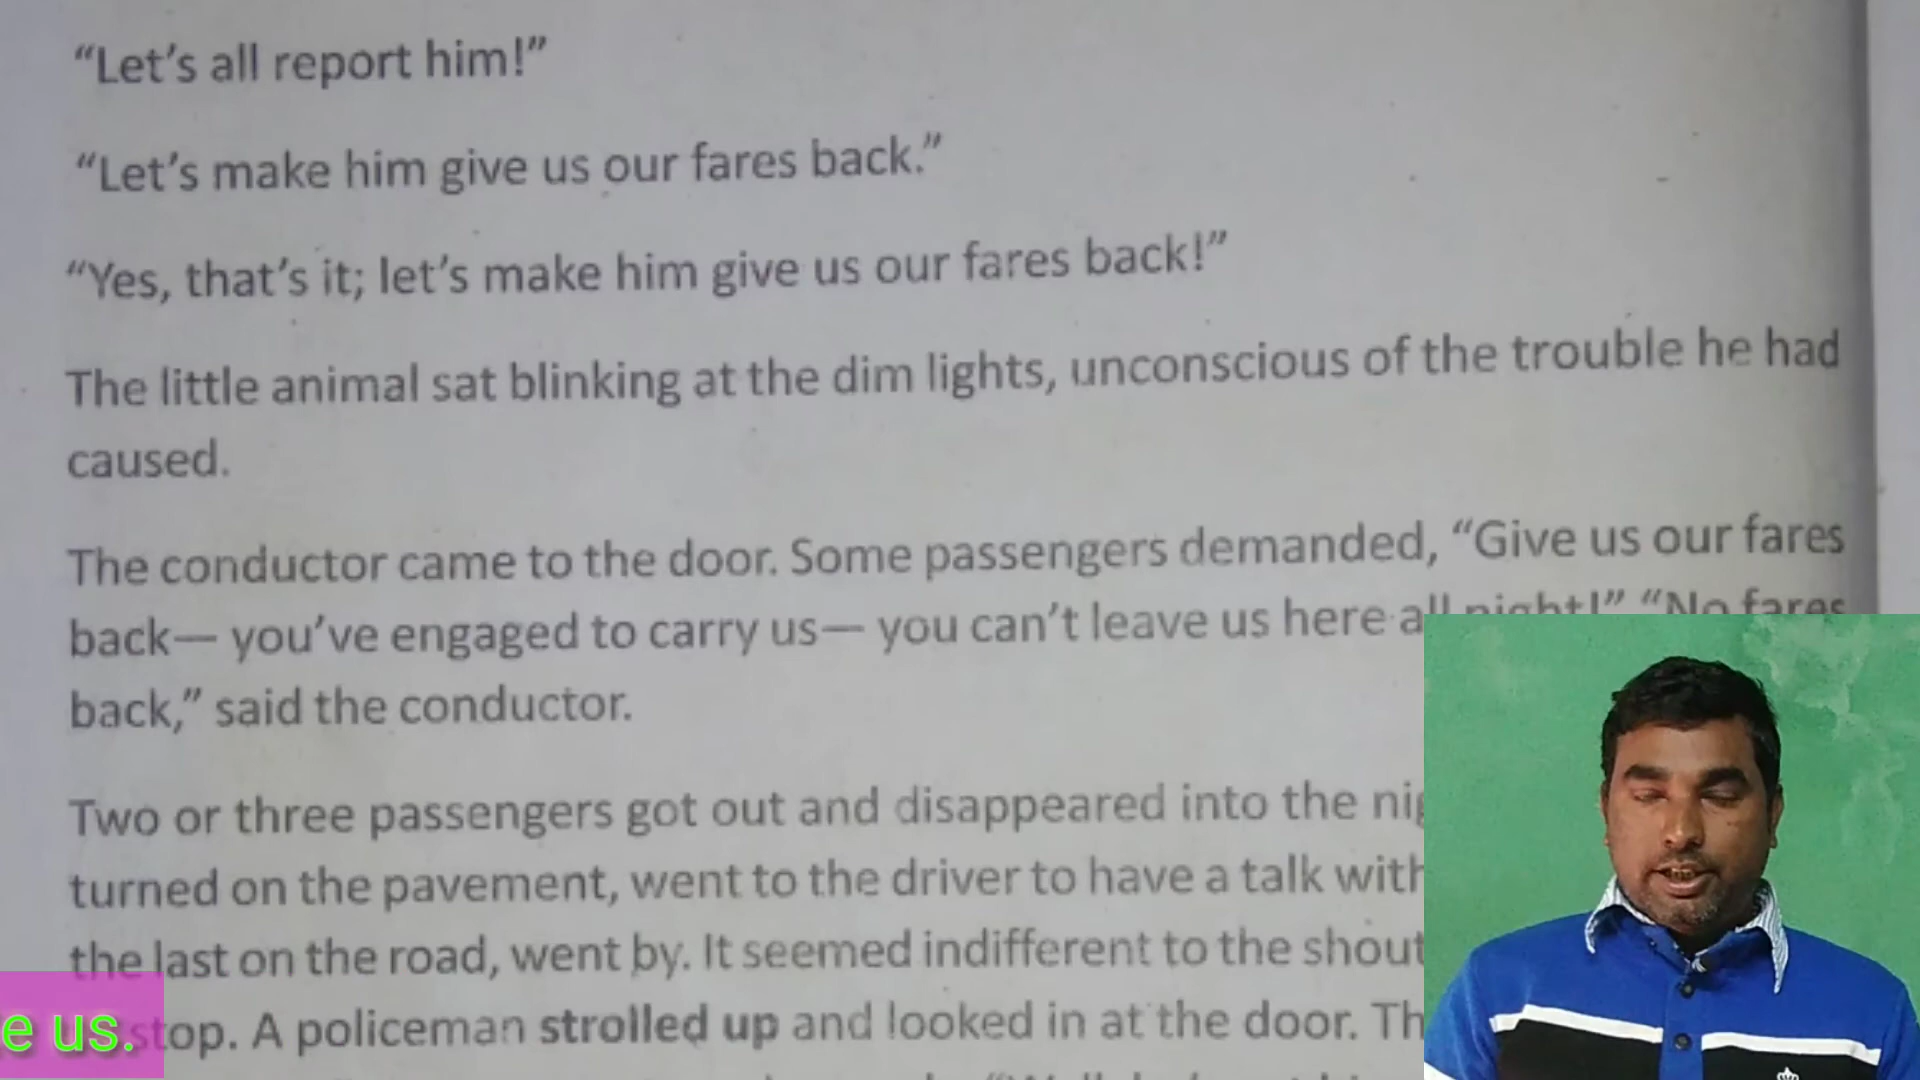 “Let’s all report him!”
“Let’s make him give us our fares back.”
“Yes, that’s it; let’s make him give us our fares back!”
The little animal sat blinking at the dim lights, unconscious of the trouble he had
caused.
The conductor came to the door. Some passengers demanded, “Give us our fares
back— you’ve engaged to carry us— you can’t leave us here all night!” “No fares
back,” said the conductor.
Two or three passengers got out and disappeared into the
turned on the pavement, went to the driver to have a talk with
the last on the road, went by. It seemed indifferent to the
stop. A policeman strolled up and looked in at the door.
e us.